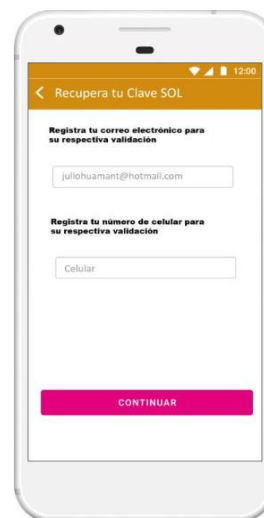 12:00
Recupera tu Clave SOL
Registra tu correo electrónico para
su respectiva validación
juliohuamant@hotmail.com
Registra tu número de celular para
su respectiva validación
Celular
CONTINUAR